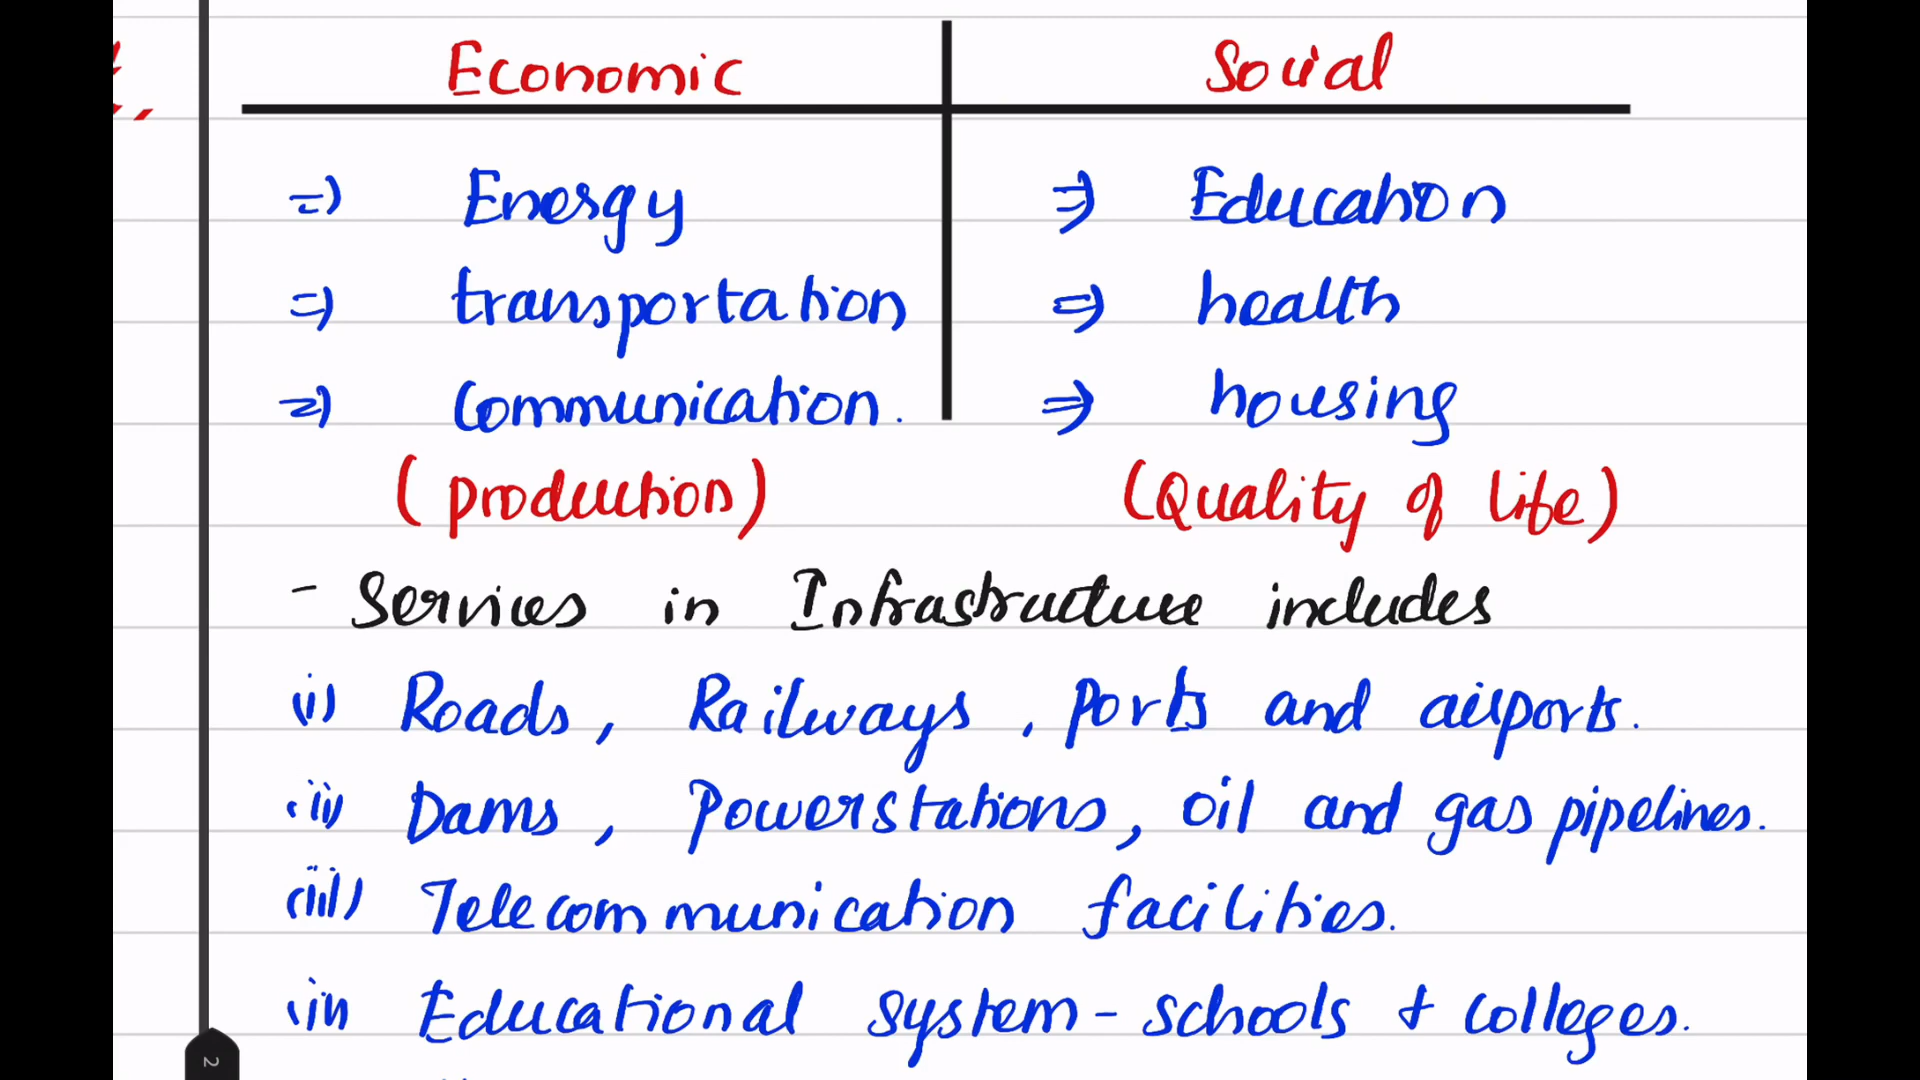 Economic Social
=) Energy => Education
=) transportation => health
=) Communication. => housing
(production) (Quality of life)
- Services in Infrastructure includes
(i) Roads, Railways, Ports and airports.
(ii) Dams, Powerstations, oil and gas pipelines.
(iii) Telecommunication facilities.
(iv) Educational system - schools & colleges.
2